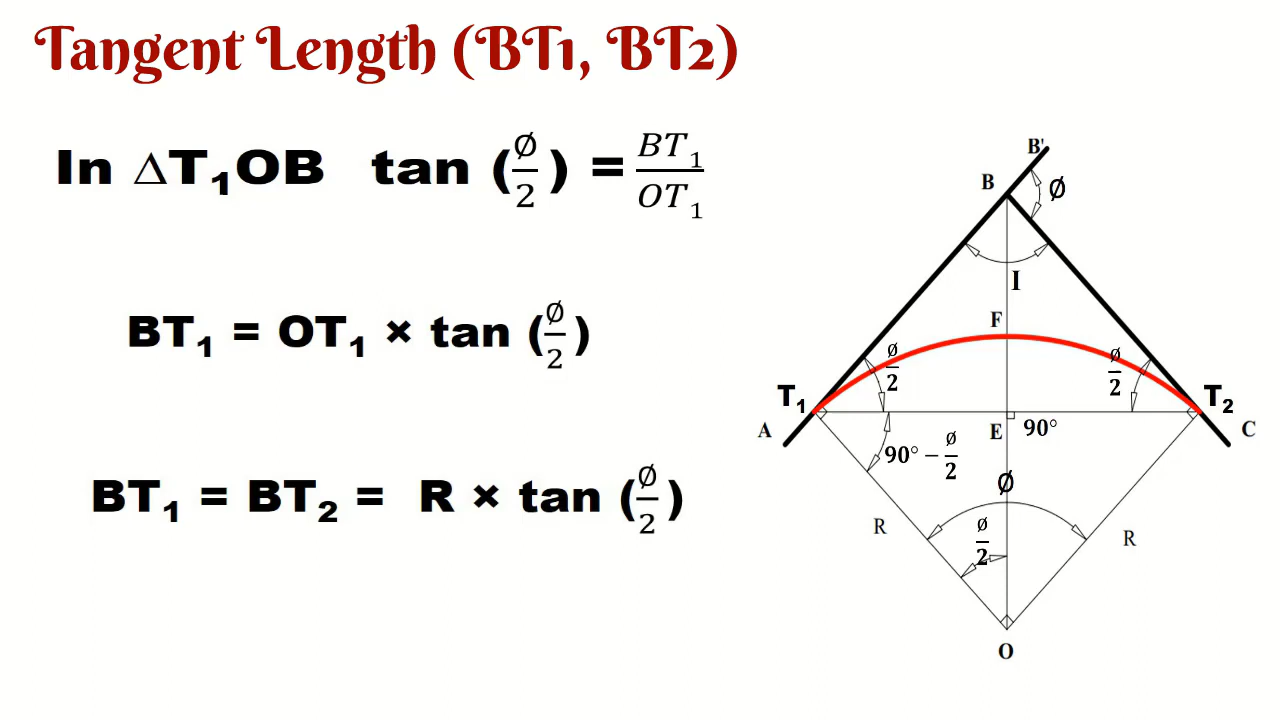 Tangent Length (BT1, BT2)
In △T₁OB tan (∅/2) = BT₁/OT₁
BT₁ = OT₁ × tan (∅/2)
BT₁ = BT₂ = R × tan (∅/2)
B'
B
∅
I
F
∅/2
∅/2
T₁
T₂
A
E
90°
C
90° − ∅/2
∅
∅/2
R
R
O